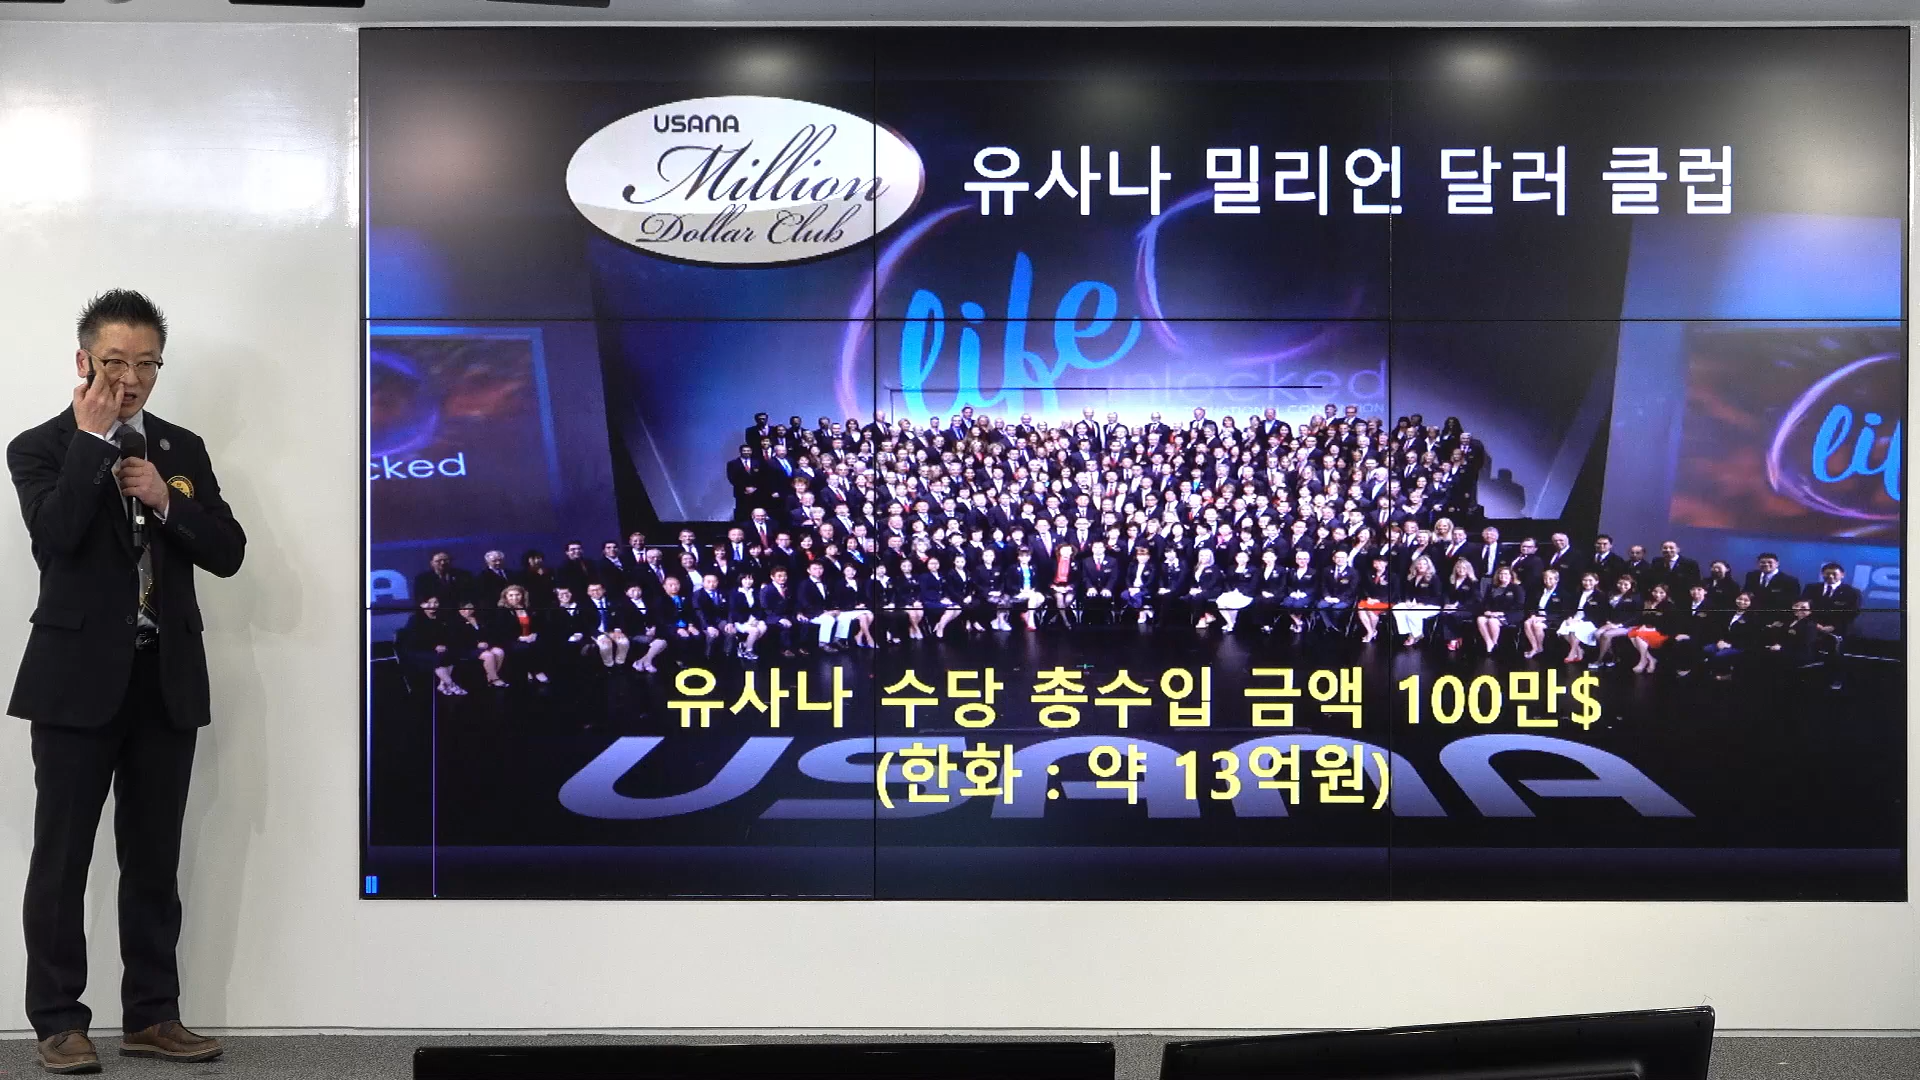 USANA
Million
Dollar Club
유사나 밀리언 달러 클럽
life
unlocked
cked
li
유사나 수당 총수입 금액 100만$
(한화 : 약 13억원)
USANA